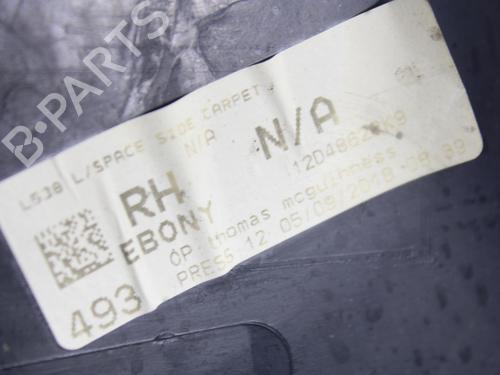 B-PARTS
L538 L/SPACE SIDE CARPET
N/A
RH N/A
EBONY
OP thomas mcguinness
PRESS 12 05/09/2018 08:39
493